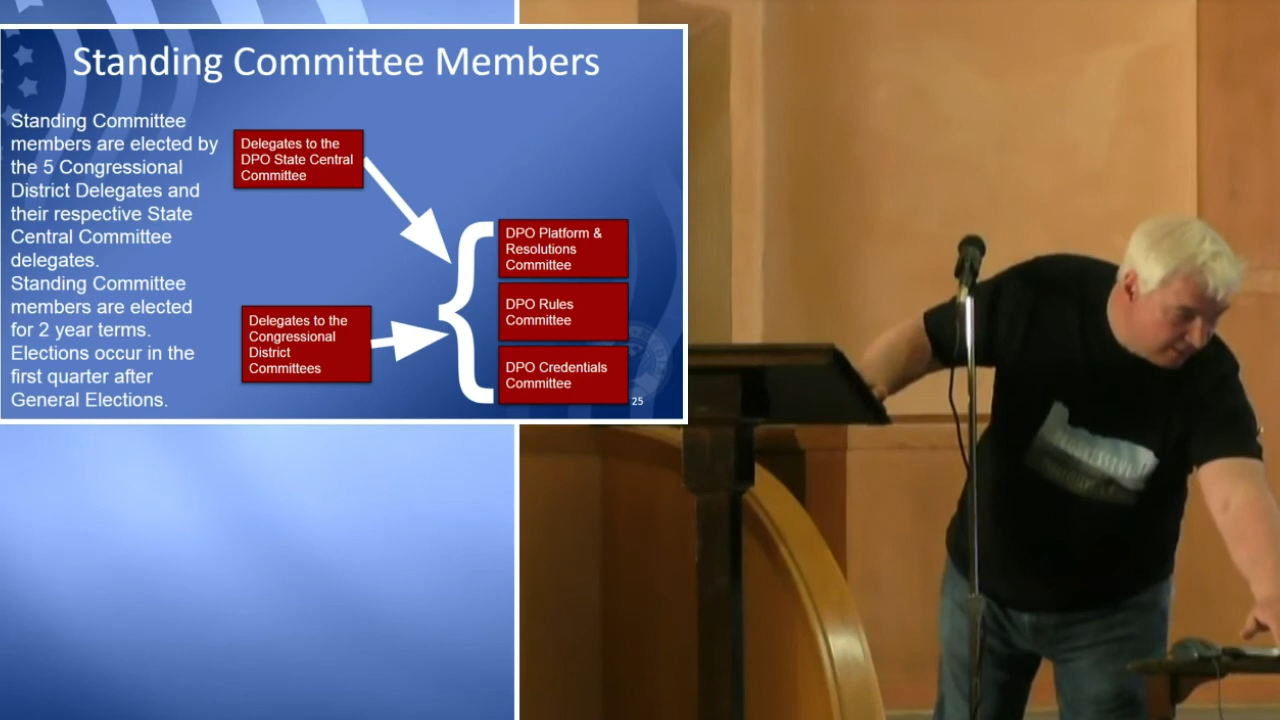 Standing Committee Members
Standing Committee
members are elected by
the 5 Congressional
District Delegates and
their respective State
Central Committee
delegates.
Standing Committee
members are elected
for 2 year terms.
Elections occur in the
first quarter after
General Elections.
Delegates to the
DPO State Central
Committee
Delegates to the
Congressional
District
Committees
DPO Platform &
Resolutions
Committee
DPO Rules
Committee
DPO Credentials
Committee
25